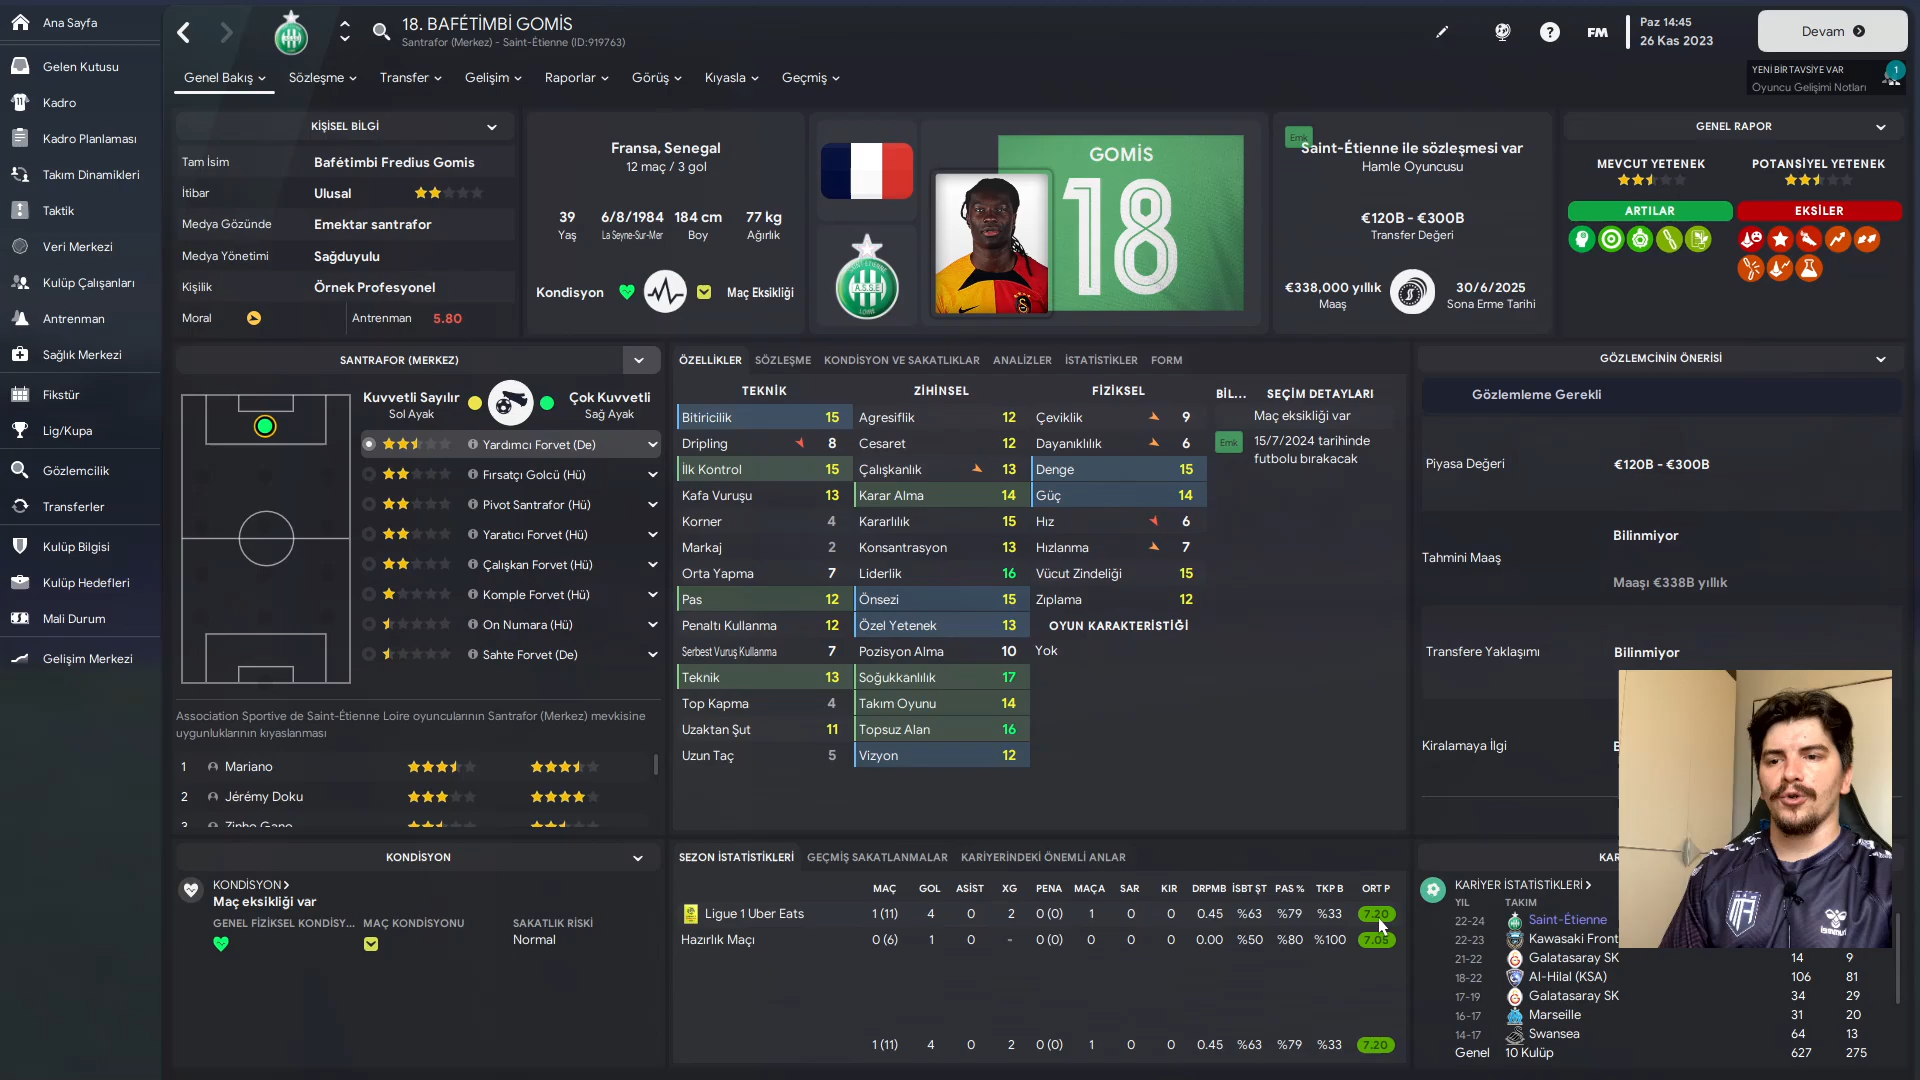 Ana Sayfa
Gelen Kutusu
Kadro
Kadro Planlaması
Takım Dinamikleri
Taktik
Veri Merkezi
Kulüp Çalışanları
Antrenman
Sağlık Merkezi
Fikstür
Lig/Kupa
Gözlemcilik
Transferler
Kulüp Bilgisi
Kulüp Hedefleri
Mali Durum
Gelişim Merkezi
18. BAFÉTİMBİ GOMİS
Santrafor (Merkez) - Saint-Étienne (ID:919763)
FM
Paz 14:45
26 Kas 2023
Devam
Genel Bakış Sözleşme Transfer Gelişim Raporlar Görüş Kıyasla Geçmiş
YENİ BİR TAVSİYE VAR
Oyuncu Gelişimi Notları
1
KİŞİSEL BİLGİ
Tam İsim Bafétimbi Fredius Gomis
İtibar Ulusal
Medya Gözünde Emektar santrafor
Medya Yönetimi Sağduyulu
Kişilik Örnek Profesyonel
Moral Antrenman 5.80
Fransa, Senegal
12 maç / 3 gol
39 6/8/1984 184 cm 77 kg
Yaş La Seyne-Sur-Mer Boy Ağırlık
Kondisyon Maç Eksikliği
GOMİS
18
Emk
Saint-Étienne ile sözleşmesi var
Hamle Oyuncusu
€120B - €300B
Transfer Değeri
€338,000 yıllık 30/6/2025
Maaş Sona Erme Tarihi
GENEL RAPOR
MEVCUT YETENEK POTANSİYEL YETENEK
ARTILAR EKSİLER
SANTRAFOR (MERKEZ)
Kuvvetli Sayılır Çok Kuvvetli
Sol Ayak Sağ Ayak
Yardımcı Forvet (De)
Fırsatçı Golcü (Hü)
Pivot Santrafor (Hü)
Yaratıcı Forvet (Hü)
Çalışkan Forvet (Hü)
Komple Forvet (Hü)
On Numara (Hü)
Sahte Forvet (De)
Association Sportive de Saint-Étienne Loire oyuncularının Santrafor (Merkez) mevkisine
uygunluklarının kıyaslanması
1 Mariano
2 Jérémy Doku
ÖZELLİKLER SÖZLEŞME KONDİSYON VE SAKATLIKLAR ANALİZLER İSTATİSTİKLER FORM
TEKNİK
Bitiricilik 15
Dripling 8
İlk Kontrol 15
Kafa Vuruşu 13
Korner 4
Markaj 2
Orta Yapma 7
Pas 12
Penaltı Kullanma 12
Serbest Vuruş Kullanma 7
Teknik 13
Top Kapma 4
Uzaktan Şut 11
Uzun Taç 5
ZİHİNSEL
Agresiflik 12
Cesaret 12
Çalışkanlık 13
Karar Alma 14
Kararlılık 15
Konsantrasyon 13
Liderlik 16
Önsezi 15
Özel Yetenek 13
Pozisyon Alma 10
Soğukkanlılık 17
Takım Oyunu 14
Topsuz Alan 16
Vizyon 12
FİZİKSEL
Çeviklik 9
Dayanıklılık 6
Denge 15
Güç 14
Hız 6
Hızlanma 7
Vücut Zindeliği 15
Zıplama 12
OYUN KARAKTERİSTİĞİ
Yok
BİL... SEÇİM DETAYLARI
Maç eksikliği var
Emk 15/7/2024 tarihinde
futbolu bırakacak
GÖZLEMCİNİN ÖNERİSİ
Gözlemleme Gerekli
Piyasa Değeri €120B - €300B
Bilinmiyor
Tahmini Maaş
Maaşı €338B yıllık
Transfere Yaklaşımı Bilinmiyor
Kiralamaya İlgi
KONDİSYON
KONDİSYON
Maç eksikliği var
GENEL FİZİKSEL KONDİSY... MAÇ KONDİSYONU SAKATLIK RİSKİ
Normal
SEZON İSTATİSTİKLERİ GEÇMİŞ SAKATLANMALAR KARİYERİNDEKİ ÖNEMLİ ANLAR
MAÇ GOL ASİST XG PENA MAÇA SAR KIR DRPMB İSBT ŞT PAS % TKP B ORT P
Ligue 1 Uber Eats 1 (11) 4 0 2 0 (0) 1 0 0 0.45 %63 %79 %33 7.20
Hazırlık Maçı 0 (6) 1 0 - 0 (0) 0 0 0 0.00 %50 %80 %100 7.05
1 (11) 4 0 2 0 (0) 1 0 0 0.45 %63 %79 %33 7.20
KARİYER İSTATİSTİKLERİ
YIL TAKIM
22-24 Saint-Étienne
22-23 Kawasaki Front
21-22 Galatasaray SK 14 9
18-22 Al-Hilal (KSA) 106 81
17-19 Galatasaray SK 34 29
16-17 Marseille 31 20
14-17 Swansea 64 13
Genel 10 Kulüp 627 275